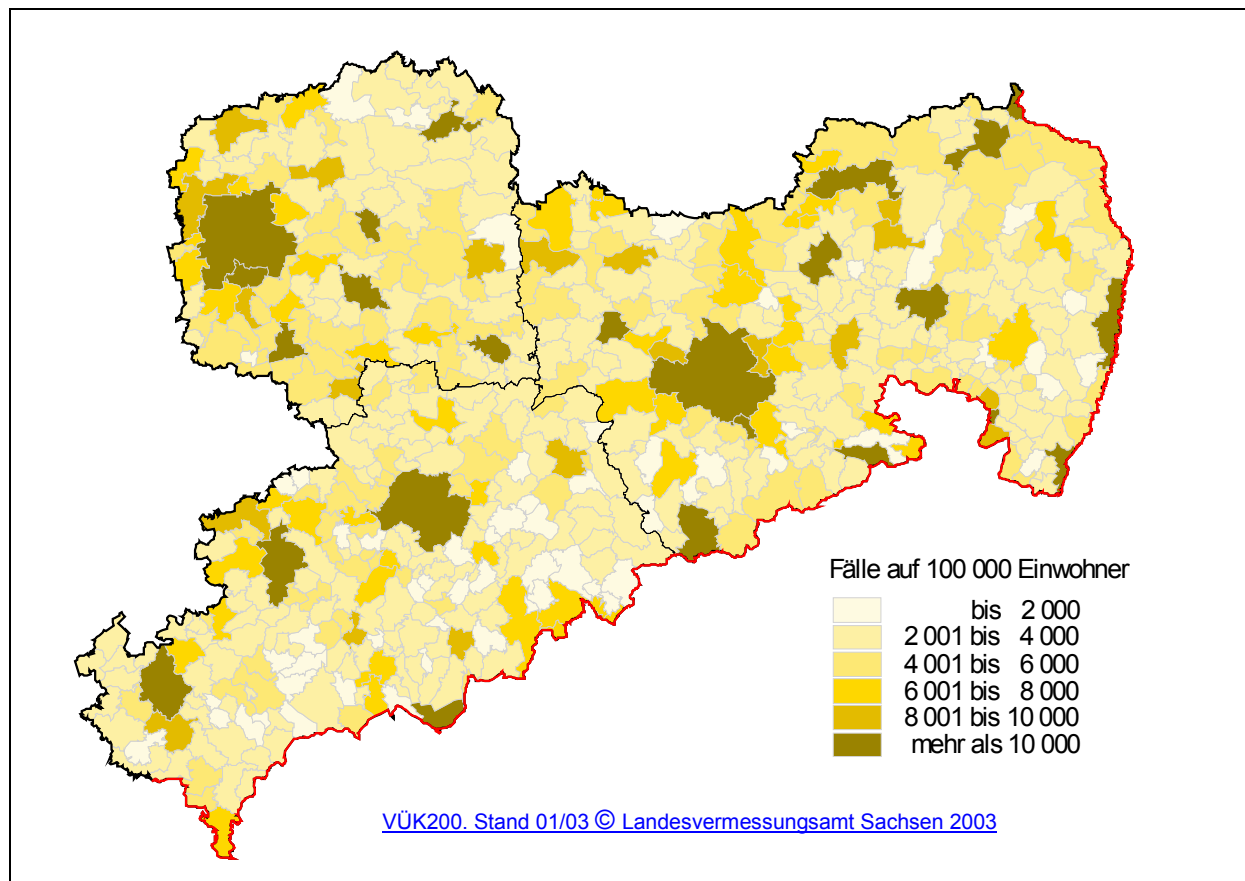 Fälle auf 100 000 Einwohner
bis 2 000
2 001 bis 4 000
4 001 bis 6 000
6 001 bis 8 000
8 001 bis 10 000
mehr als 10 000
VÜK200. Stand 01/03 © Landesvermessungsamt Sachsen 2003